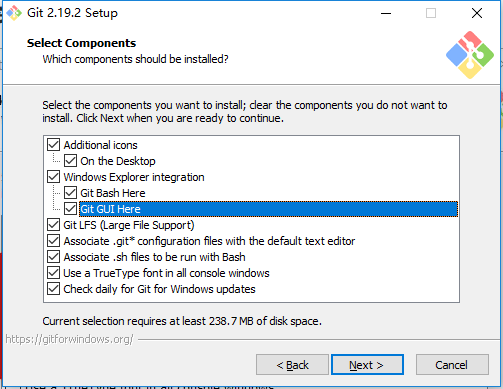 Git 2.19.2 Setup
Select Components
Which components should be installed?
Select the components you want to install; clear the components you do not want to
install. Click Next when you are ready to continue.
Additional icons
On the Desktop
Windows Explorer integration
Git Bash Here
Git GUI Here
Git LFS (Large File Support)
Associate .git* configuration files with the default text editor
Associate .sh files to be run with Bash
Use a TrueType font in all console windows
Check daily for Git for Windows updates
Current selection requires at least 238.7 MB of disk space.
https://gitforwindows.org/
< Back
Next >
Cancel